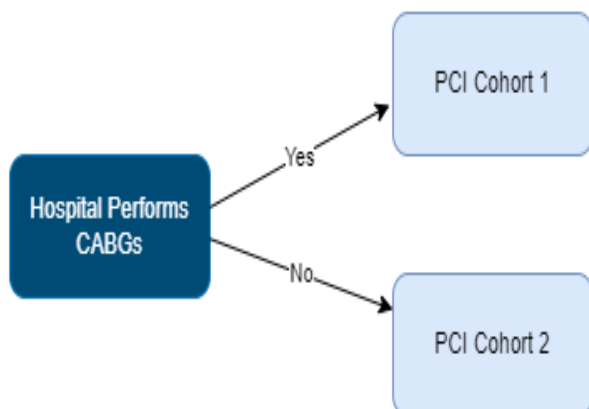 PCI Cohort 1
Yes
Hospital Performs
CABGs
No
PCI Cohort 2